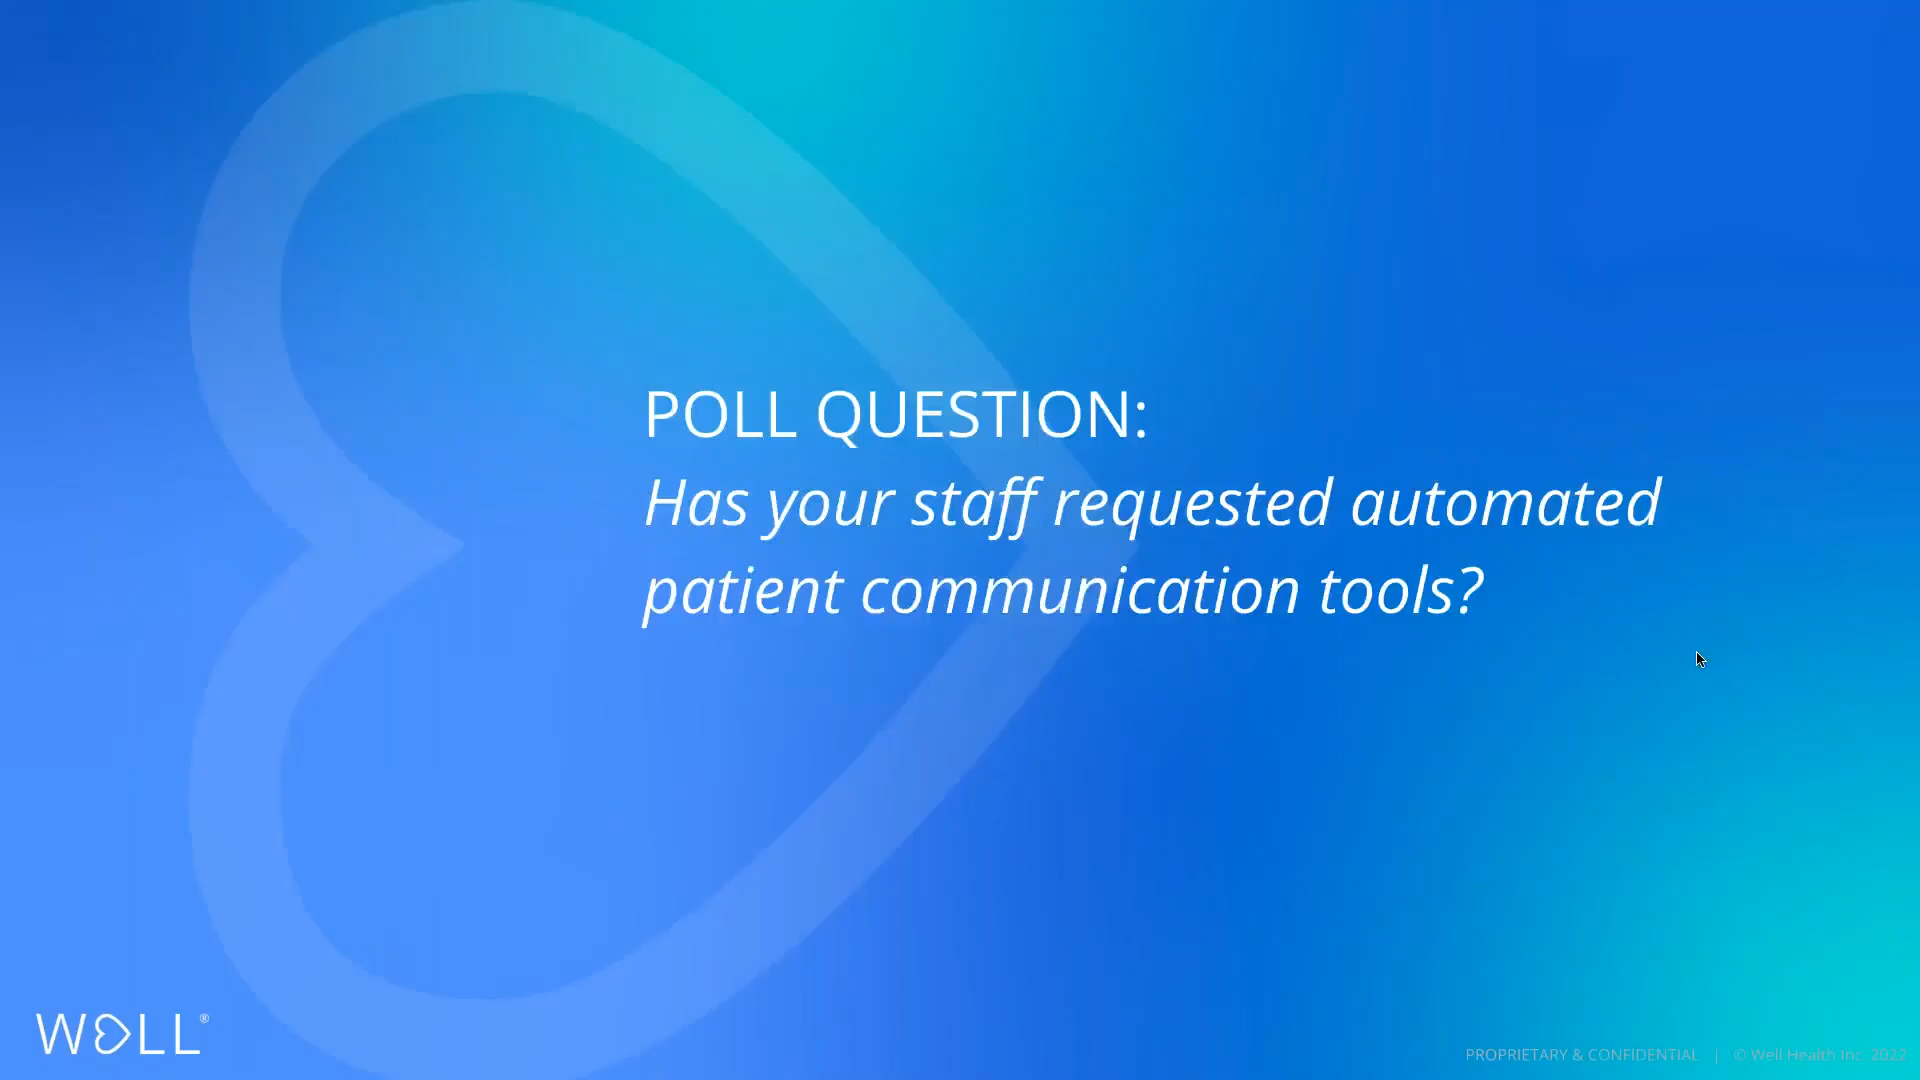 POLL QUESTION:
Has your staff requested automated
patient communication tools?
WELL®
PROPRIETARY & CONFIDENTIAL | © Well Health Inc. 2022